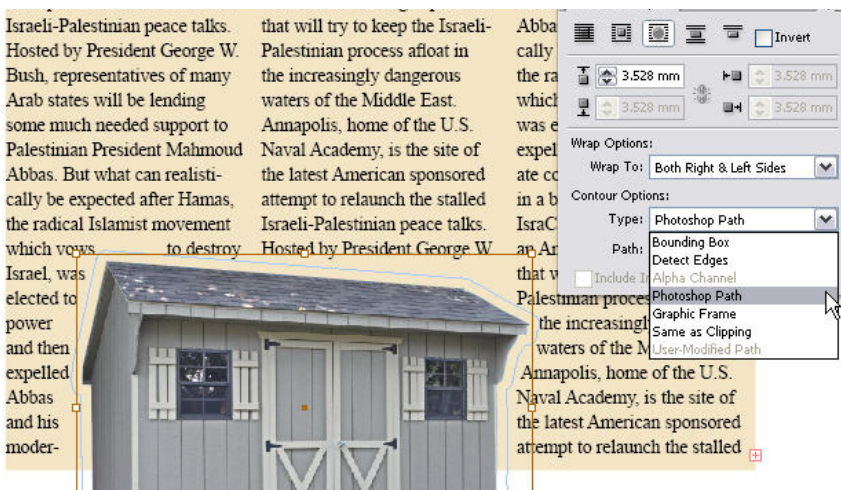 Israeli-Palestinian peace talks.
Hosted by President George W.
Bush, representatives of many
Arab states will be lending
some much needed support to
Palestinian President Mahmoud
Abbas. But what can realisti-
cally be expected after Hamas,
the radical Islamist movement
which vows to destroy
Israel, was
elected to
power
and then
expelled
Abbas
and his
moder-
that will try to keep the Israeli-
Palestinian process afloat in
the increasingly dangerous
waters of the Middle East.
Annapolis, home of the U.S.
Naval Academy, is the site of
the latest American sponsored
attempt to relaunch the stalled
Israeli-Palestinian peace talks.
Hosted by President George W
Abba
cally
the ra
which
was e
expel
ate co
in a b
IsraC
an An
that w
Palestinian proces
the increasingl
waters of the M
Annapolis, home of the U.S.
Naval Academy, is the site of
the latest American sponsored
attempt to relaunch the stalled
Invert
3.528 mm 3.528 mm
3.528 mm 3.528 mm
Wrap Options:
Wrap To: Both Right & Left Sides
Contour Options:
Type: Photoshop Path
Path:
Include In
Bounding Box
Detect Edges
Alpha Channel
Photoshop Path
Graphic Frame
Same as Clipping
User-Modified Path